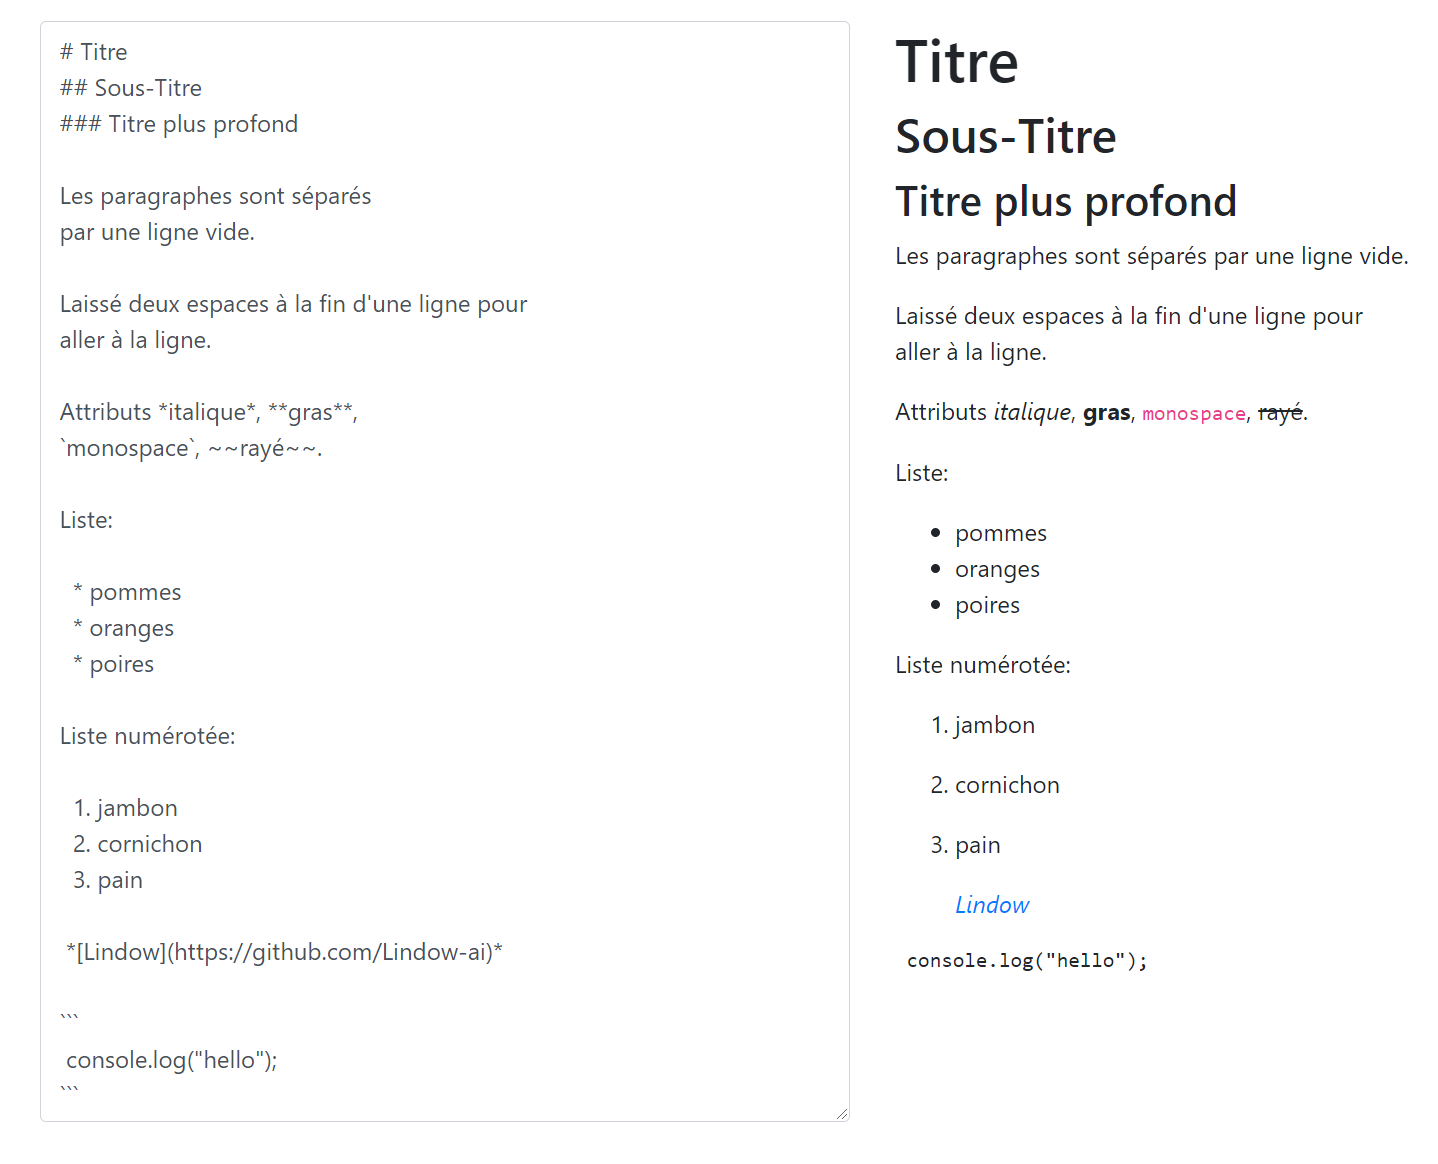 # Titre
## Sous-Titre
### Titre plus profond
Les paragraphes sont séparés
par une ligne vide.
Laissé deux espaces à la fin d'une ligne pour
aller à la ligne.
Attributs *italique*, **gras**,
`monospace`, ~~rayé~~.
Liste:
* pommes
* oranges
* poires
Liste numérotée:
1. jambon
2. cornichon
3. pain
*[Lindow](https://github.com/Lindow-ai)*
```
console.log("hello");
```
Titre
Sous-Titre
Titre plus profond
Les paragraphes sont séparés par une ligne vide.
Laissé deux espaces à la fin d'une ligne pour
aller à la ligne.
Attributs italique, gras, monospace, rayé.
Liste:
• pommes
• oranges
• poires
Liste numérotée:
1. jambon
2. cornichon
3. pain
Lindow
console.log("hello");